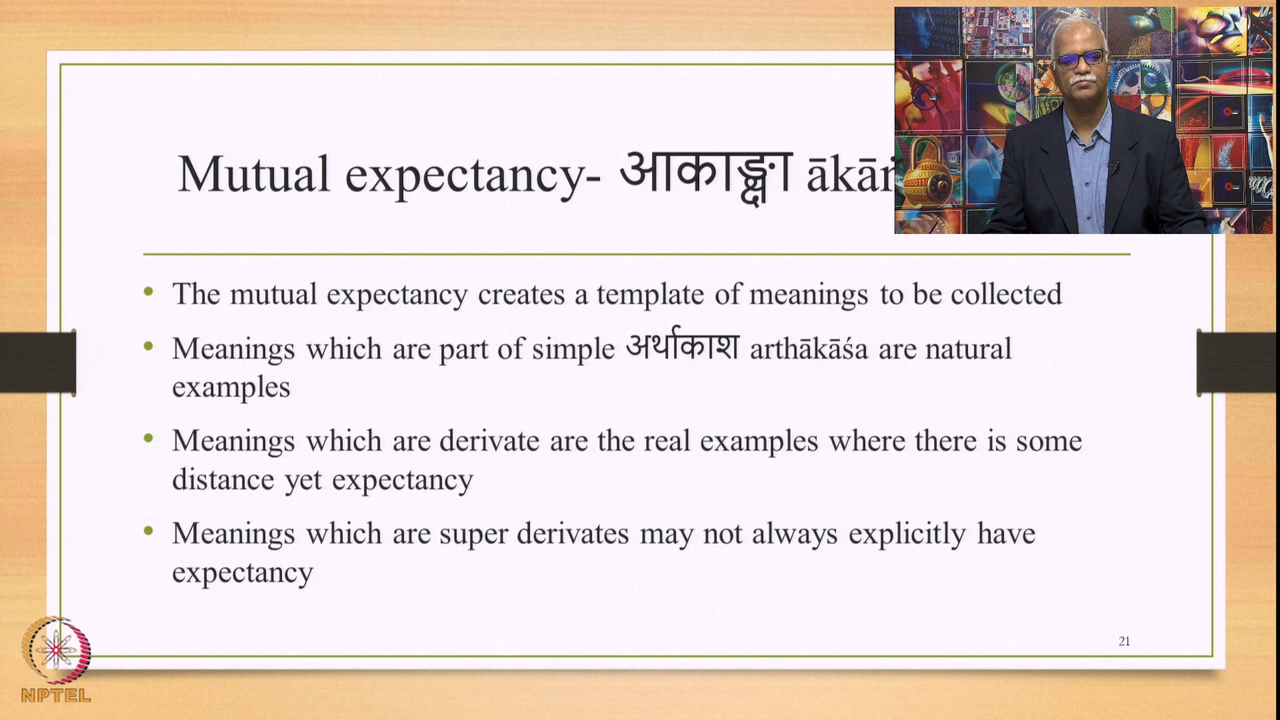 Mutual expectancy- आकाङ्क्षा
• The mutual expectancy creates a template of meanings to be collected
• Meanings which are part of simple अर्थाकाश arthākāśa are natural
examples
• Meanings which are derivate are the real examples where there is some
distance yet expectancy
• Meanings which are super derivates may not always explicitly have
expectancy
21
NPTEL